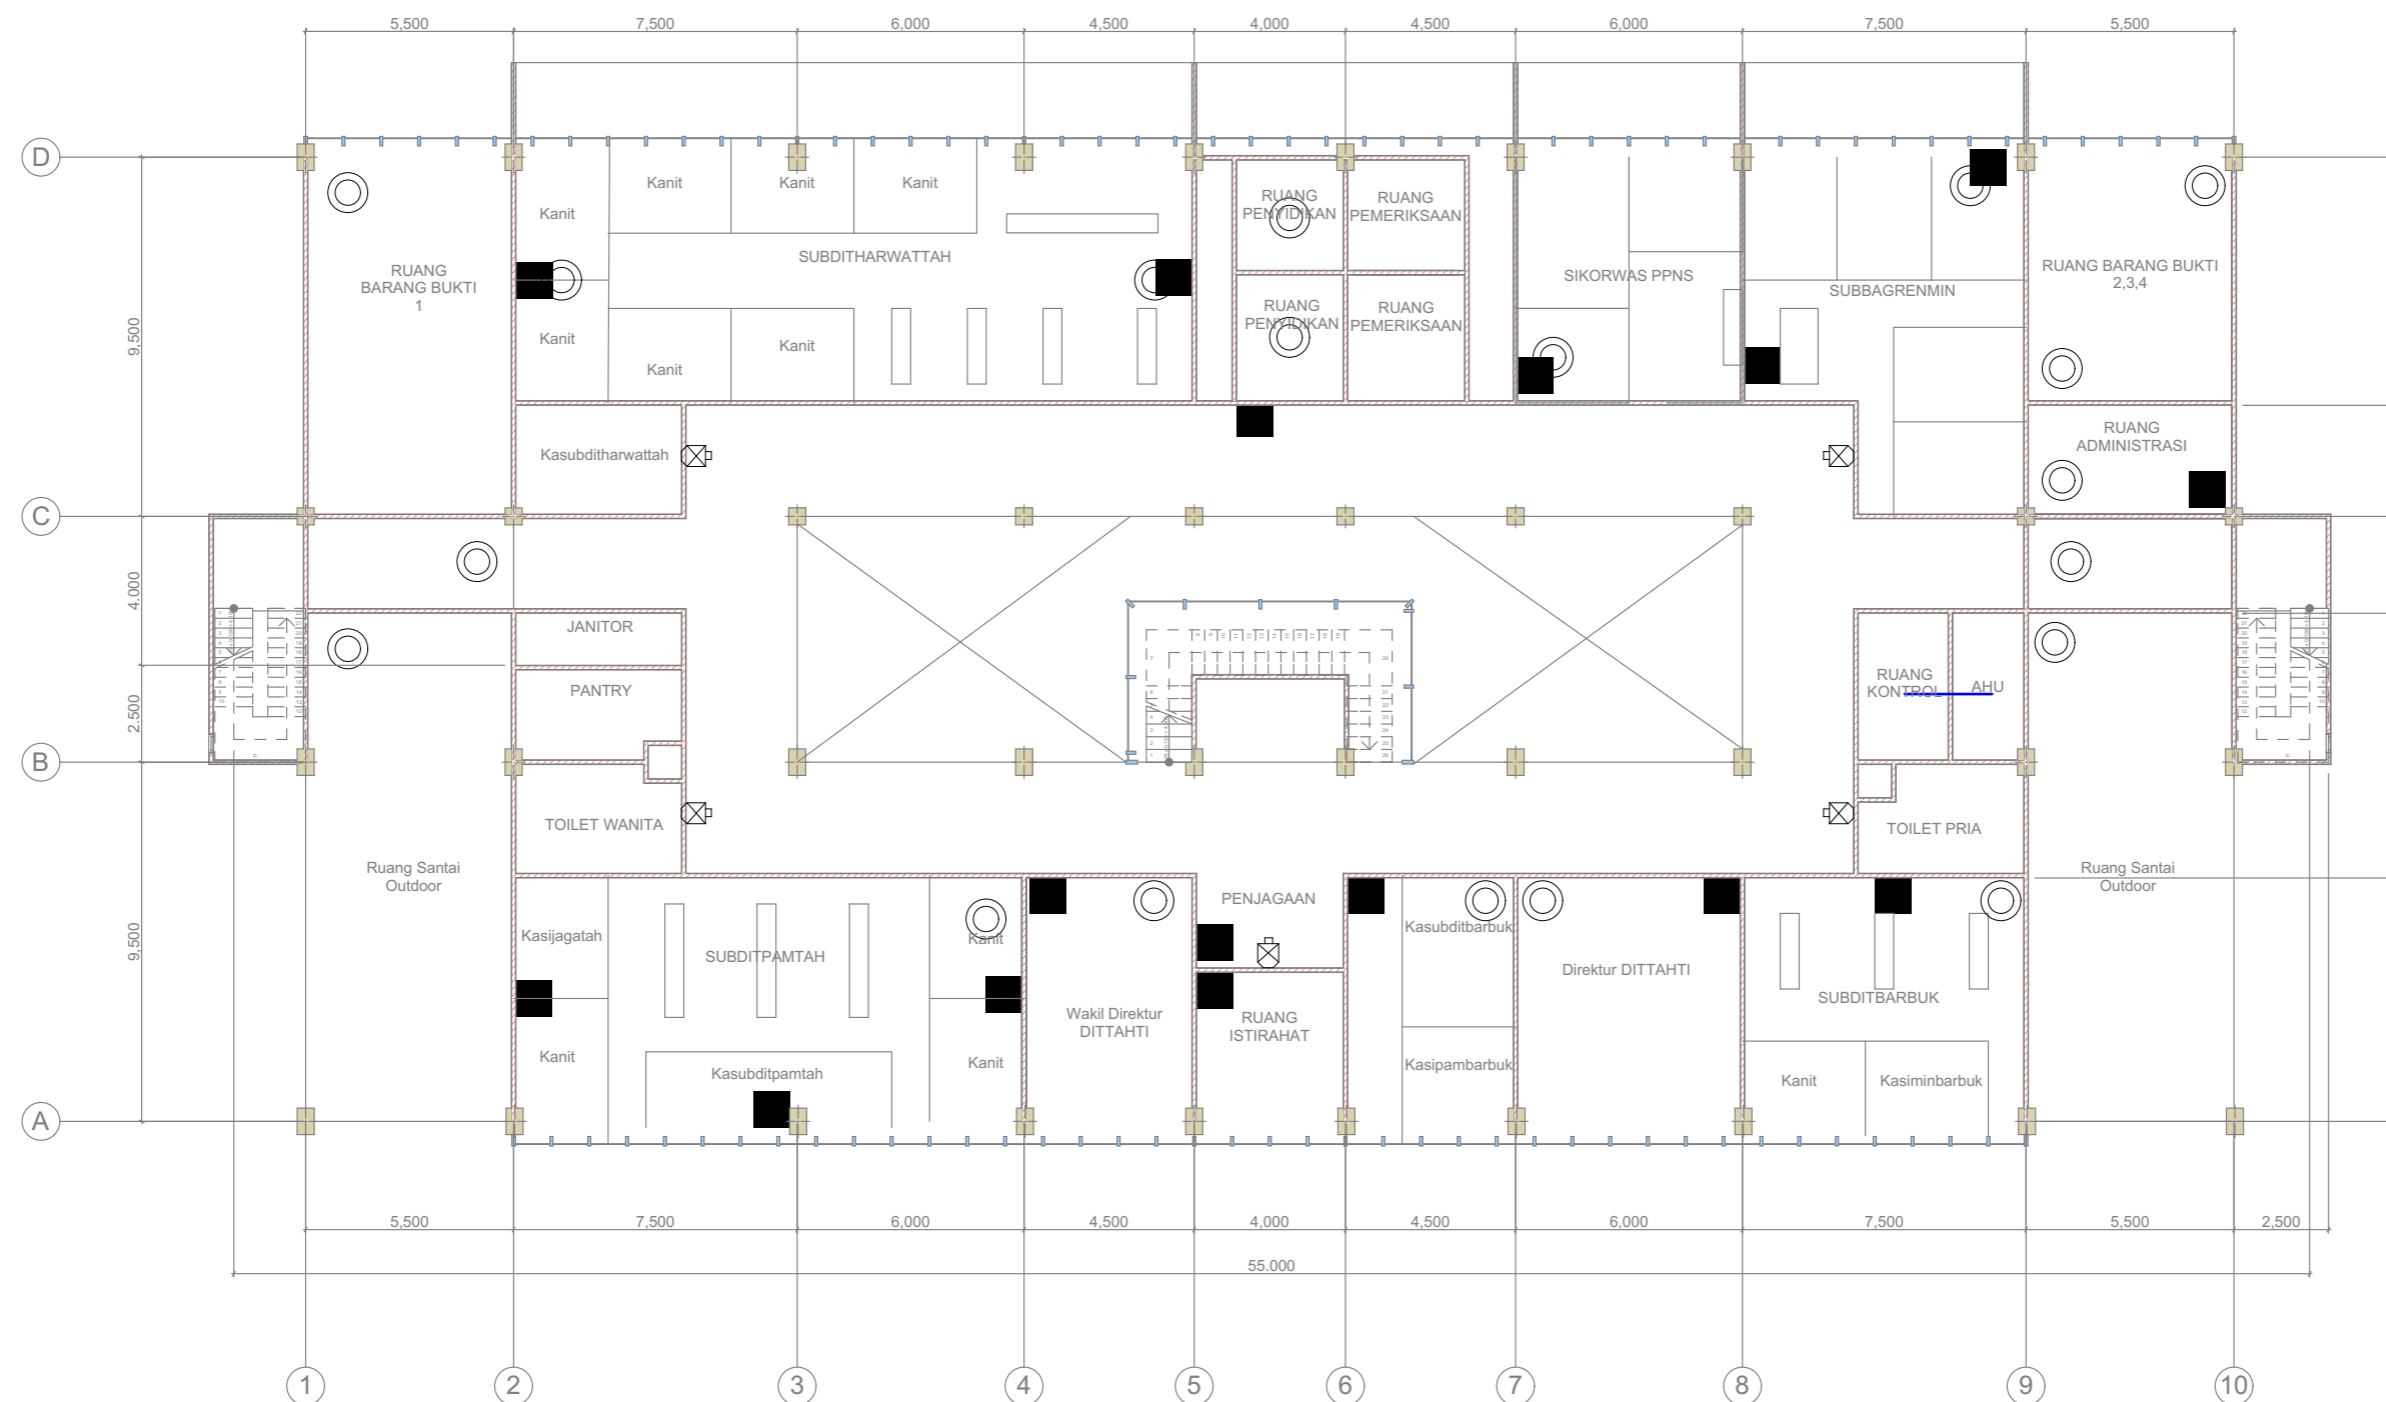 5,500 7,500 6,000 4,500 4,000 4,500 6,000 7,500 5,500
D
Kanit Kanit Kanit
Kanit
RUANG
PENYIDIKAN
RUANG
PEMERIKSAAN
SUBDITHARWATTAH
RUANG
BARANG BUKTI
1
SIKORWAS PPNS
SUBBAGRENMIN
RUANG BARANG BUKTI
2,3,4
9,500
Kanit
Kanit
Kanit
RUANG
PENYIDIKAN
RUANG
PEMERIKSAAN
Kasubditharwattah
RUANG
ADMINISTRASI
C
4.000
JANITOR
PANTRY
2.500
RUANG
KONTROL
AHU
B
TOILET WANITA
TOILET PRIA
Ruang Santai
Outdoor
Ruang Santai
Outdoor
PENJAGAAN
9,500
Kasijagatah
SUBDITPAMTAH
Kanit
Kasubditbarbuk
Direktur DITTAHTI
SUBDITBARBUK
Wakil Direktur
DITTAHTI
RUANG
ISTIRAHAT
Kanit
Kasubditpamtah
Kanit
Kasipambarbuk
Kanit
Kasiminbarbuk
A
5,500 7,500 6,000 4,500 4,000 4,500 6,000 7,500 5,500 2,500
55.000
1 2 3 4 5 6 7 8 9 10